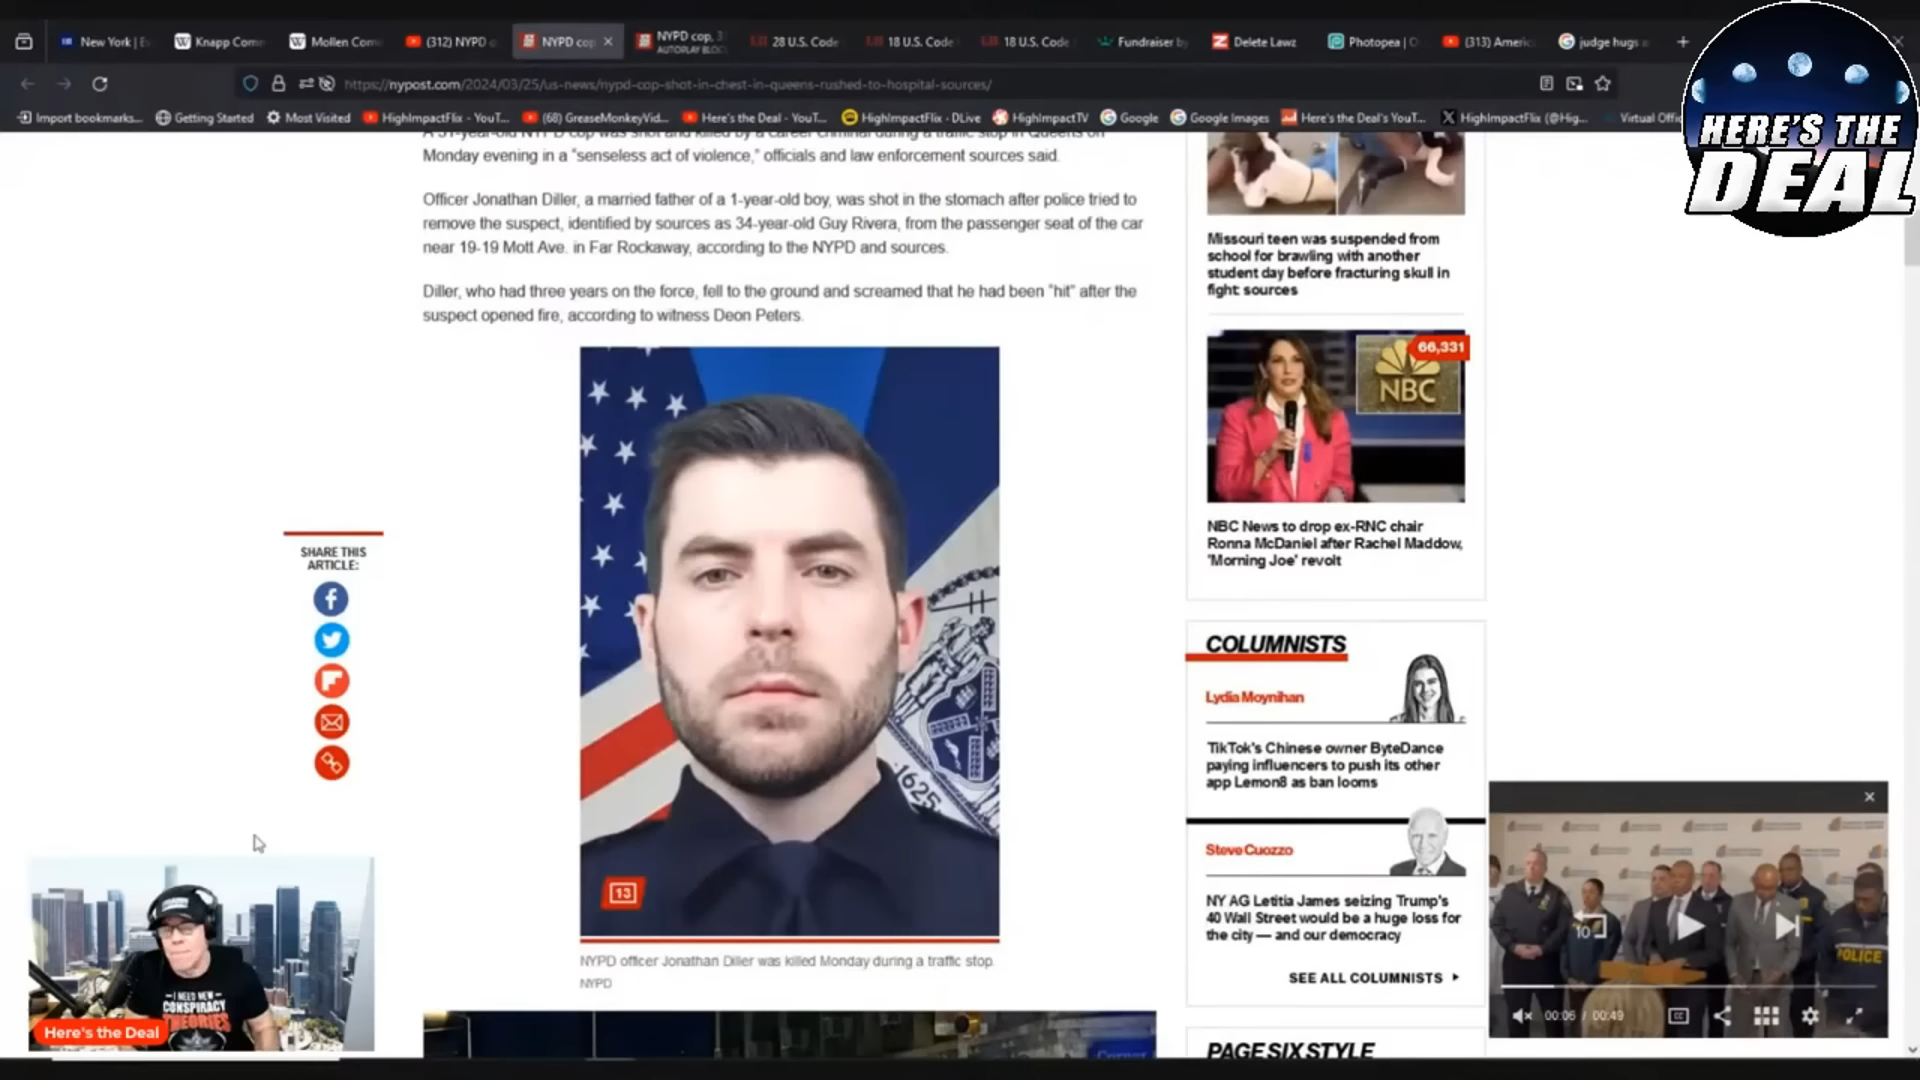 New York | E
Knapp Com
Mollen Com
(312) NYPD
NYPD cop
NYPD cop, 3
AUTOPLAY BLOC
28 U.S. Code
18 U.S. Code
18 U.S. Code
Fundraiser by
Delete Lawz
Photopea |
(313) Americ
judge hugs
https://nypost.com/2024/03/25/us-news/nypd-cop-shot-in-chest-in-queens-rushed-to-hospital-sources/
Import bookmarks...
Getting Started
Most Visited
HighImpactFlix - YouT...
(68) GreaseMonkeyVid...
Here's the Deal - YouT...
HighImpactFlix - DLive
HighImpactTV
Google
Google Images
Here's the Deal's YouT...
HighImpactFlix (@Hig...
Virtual Offi
HERE'S THE
DEAL
A 31-year-old NYPD cop was shot and killed by a career criminal during a traffic stop in Queens on
Monday evening in a "senseless act of violence," officials and law enforcement sources said.
Officer Jonathan Diller, a married father of a 1-year-old boy, was shot in the stomach after police tried to
remove the suspect, identified by sources as 34-year-old Guy Rivera, from the passenger seat of the car
near 19-19 Mott Ave. in Far Rockaway, according to the NYPD and sources.
Diller, who had three years on the force, fell to the ground and screamed that he had been "hit" after the
suspect opened fire, according to witness Deon Peters.
SHARE THIS
ARTICLE:
1625
13
NYPD officer Jonathan Diller was killed Monday during a traffic stop.
NYPD
Missouri teen was suspended from
school for brawling with another
student day before fracturing skull in
fight: sources
66,331
NBC
NBC News to drop ex-RNC chair
Ronna McDaniel after Rachel Maddow,
'Morning Joe' revolt
COLUMNISTS
Lydia Moynihan
TikTok's Chinese owner ByteDance
paying influencers to push its other
app Lemon8 as ban looms
Steve Cuozzo
NY AG Letitia James seizing Trump's
40 Wall Street would be a huge loss for
the city — and our democracy
SEE ALL COLUMNISTS
PAGE SIX STYLE
10
POLICE
00:06 / 00:49
CC
I NEED NEW
CONSPIRACY
THEORIES
Here's the Deal